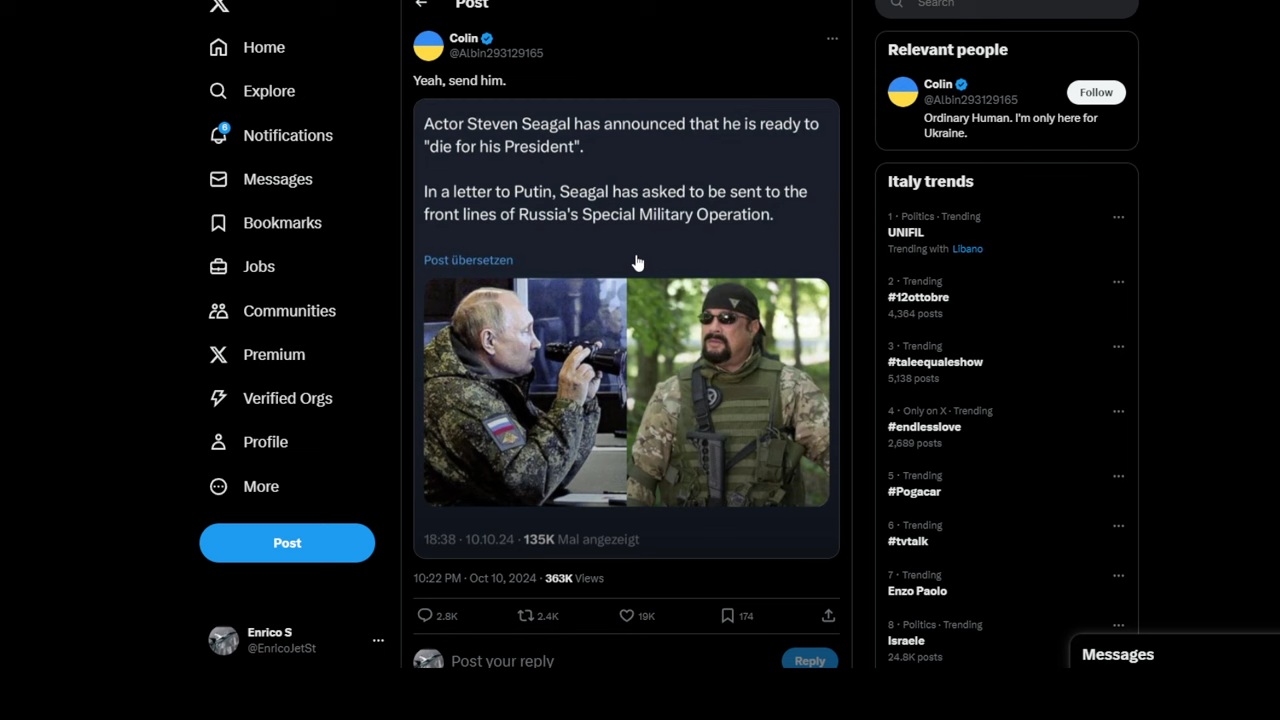 Home
Explore
6
Notifications
Messages
Bookmarks
Jobs
Communities
Premium
Verified Orgs
Profile
More
Post
Enrico S
@EnricoJetSt
Post
Colin
@Albin293129165
Yeah, send him.
Actor Steven Seagal has announced that he is ready to
"die for his President".
In a letter to Putin, Seagal has asked to be sent to the
front lines of Russia's Special Military Operation.
Post übersetzen
18:38 · 10.10.24 · 135K Mal angezeigt
10:22 PM · Oct 10, 2024 · 363K Views
2.8K 2.4K 19K 174
Post your reply
Reply
Search
Relevant people
Colin
@Albin293129165
Follow
Ordinary Human. I'm only here for
Ukraine.
Italy trends
1 · Politics · Trending
UNIFIL
Trending with Libano
2 · Trending
#12ottobre
4,364 posts
3 · Trending
#taleequaleshow
5,138 posts
4 · Only on X · Trending
#endlesslove
2,689 posts
5 · Trending
#Pogacar
6 · Trending
#tvtalk
7 · Trending
Enzo Paolo
8 · Politics · Trending
Israele
24.8K posts
Messages